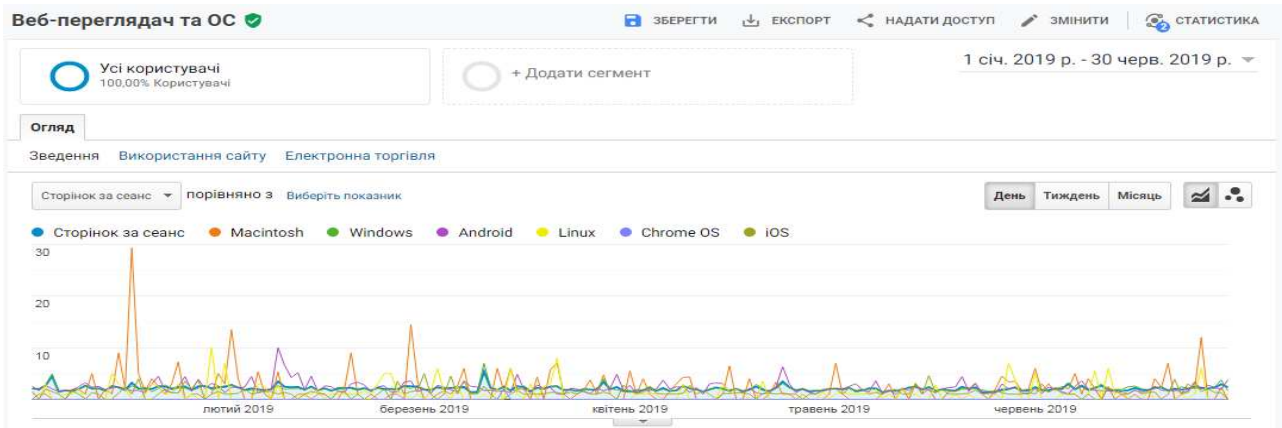 Веб-переглядач та ОС
ЗБЕРЕГТИ ЕКСПОРТ НАДАТИ ДОСТУП ЗМІНИТИ 2 СТАТИСТИКА
Усі користувачі
100,00% Користувачі
+ Додати сегмент
1 січ. 2019 р. - 30 черв. 2019 р.
Огляд
Зведення Використання сайту Електронна торгівля
Сторінок за сеанс порівняно з Виберіть показник
День Тиждень Місяць
Сторінок за сеанс Macintosh Windows Android Linux Chrome OS iOS
30
20
10
лютий 2019 березень 2019 квітень 2019 травень 2019 червень 2019